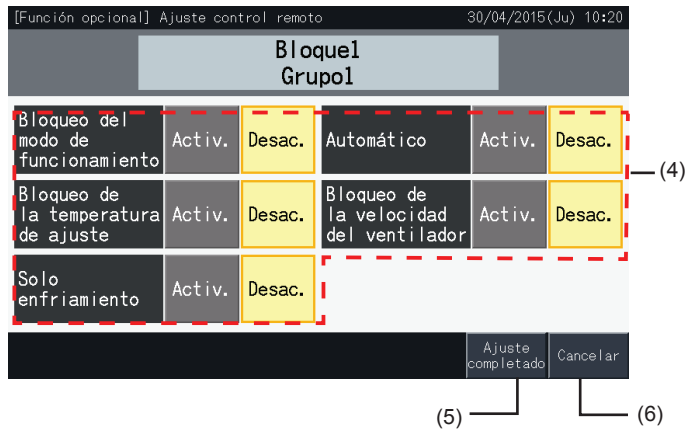 [Función opcional] Ajuste control remoto 30/04/2015(Ju) 10:20
Bloque1
Grupo1
Bloqueo del
modo de
funcionamiento
Activ. Desac.
Automático
Activ. Desac.
(4)
Bloqueo de
la temperatura
de ajuste
Activ. Desac.
Bloqueo de
la velocidad
del ventilador
Activ. Desac.
Solo
enfriamiento
Activ. Desac.
Ajuste
completado
Cancelar
(5)
(6)